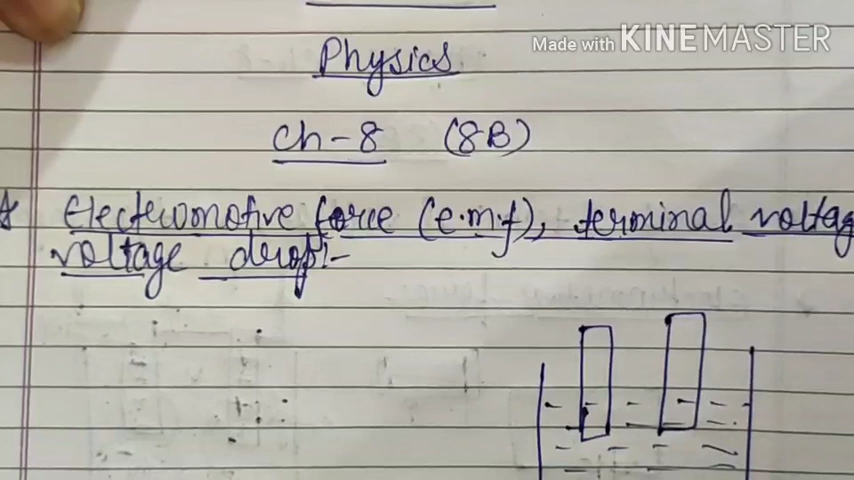 Made with KINEMASTER
Physics
Ch-8 (8B)
Electromotive force (e.m.f), terminal voltag
voltage drop:-